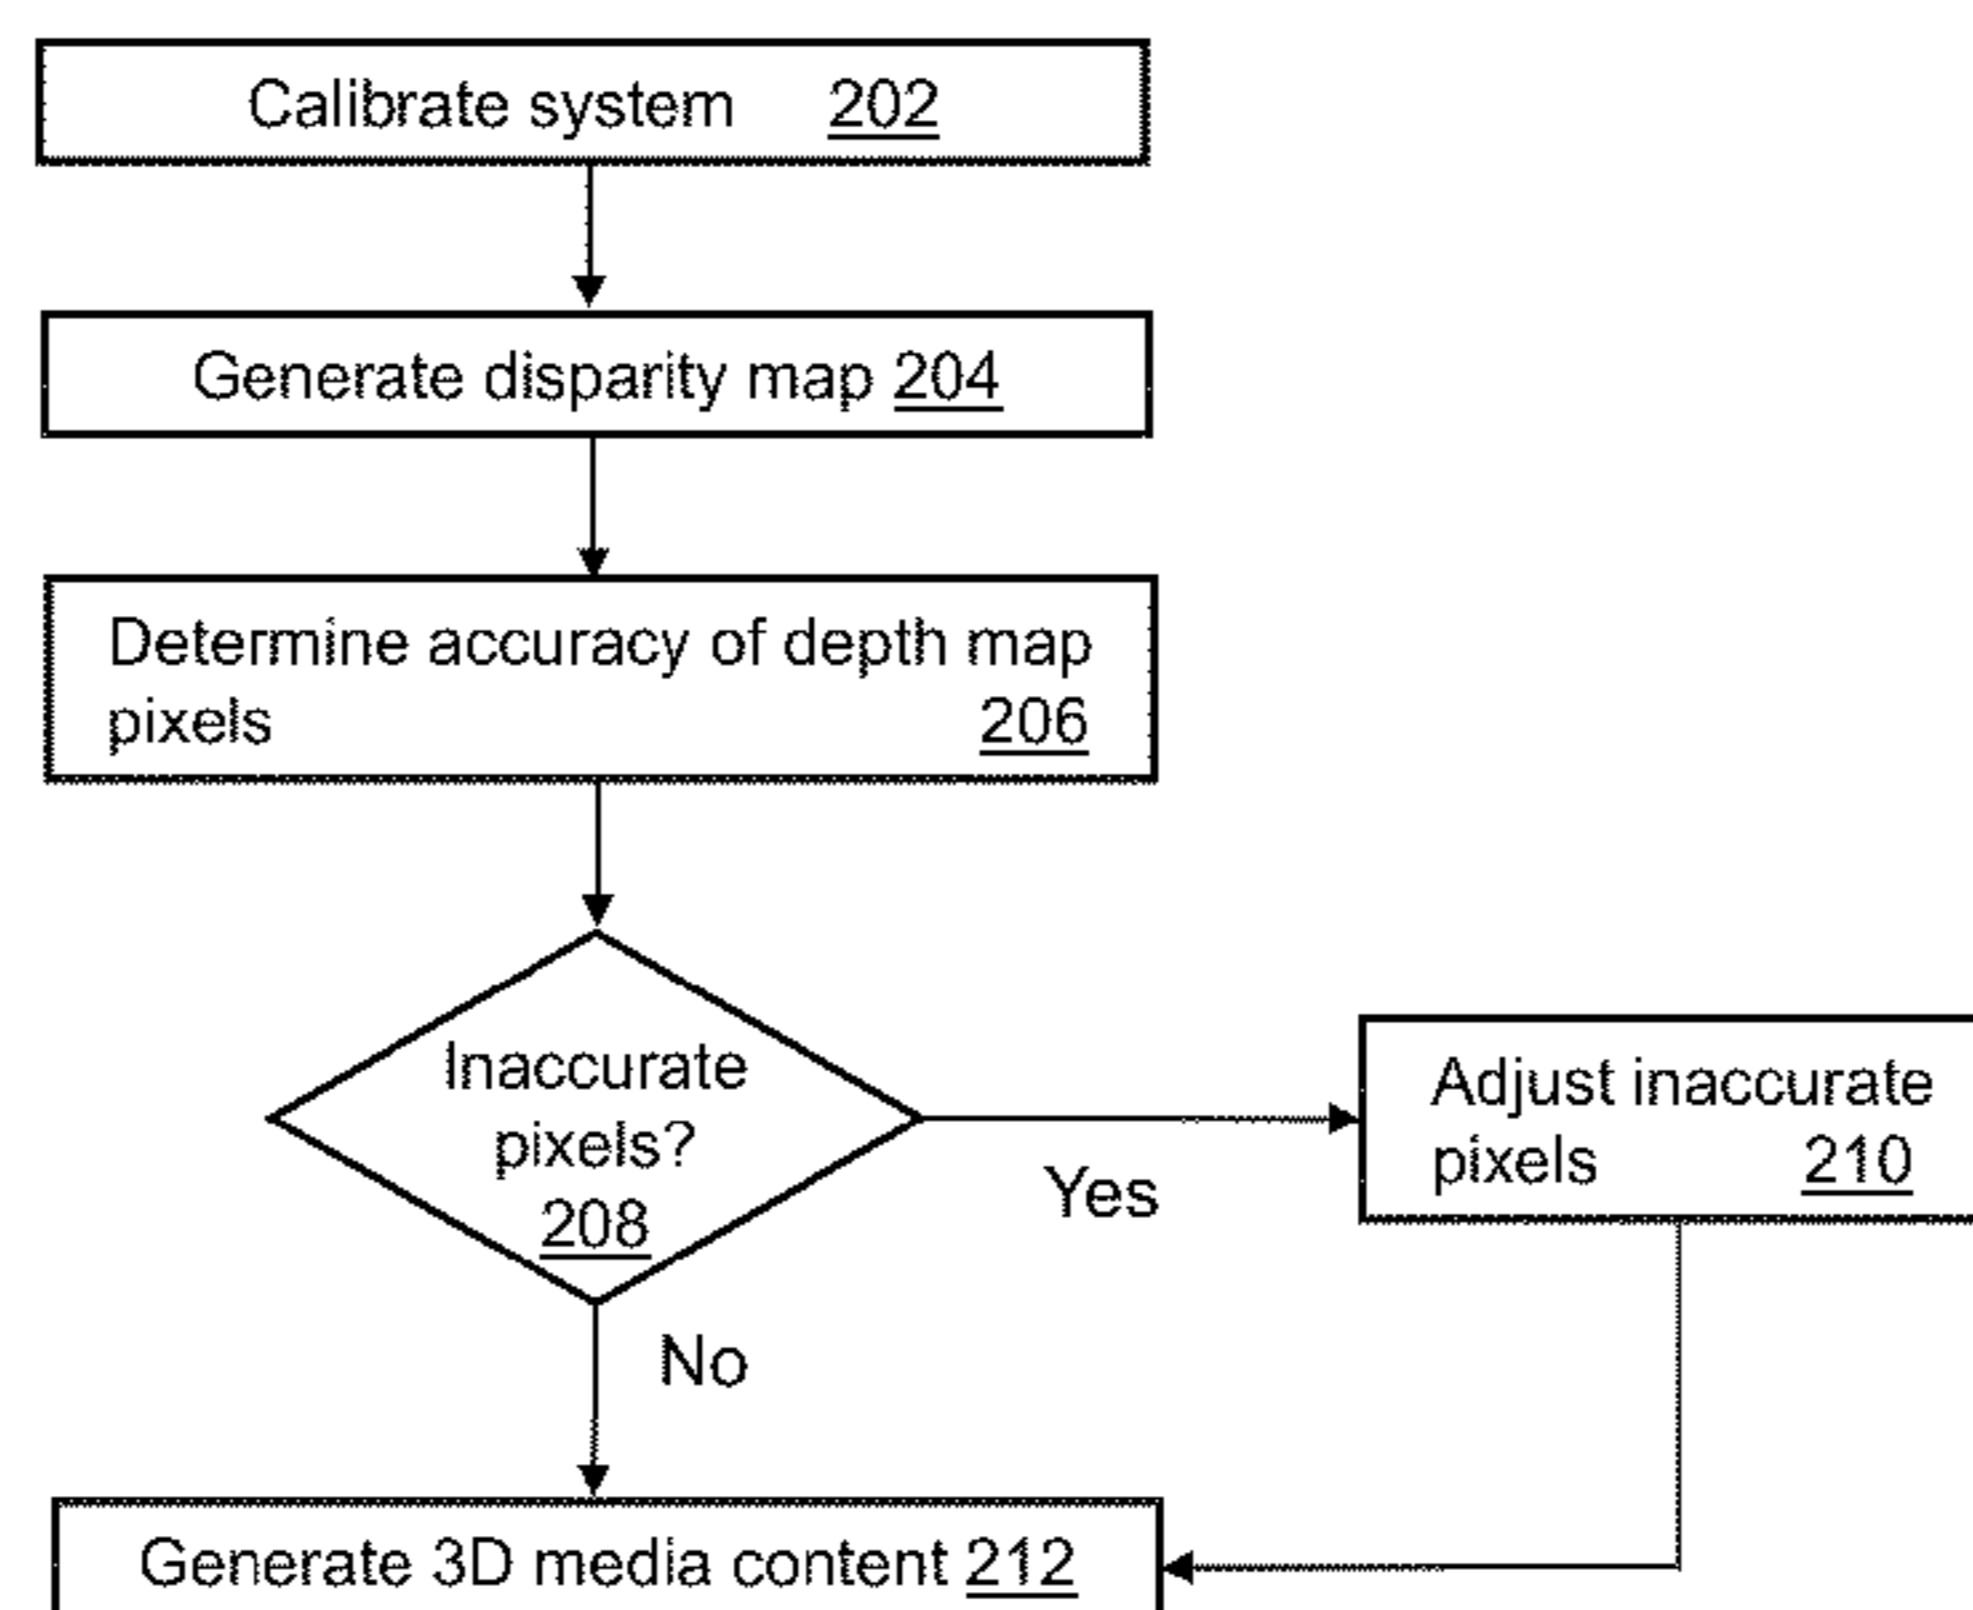 Calibrate system 202
Generate disparity map 204
Determine accuracy of depth map
pixels 206
Inaccurate
pixels?
208
Yes
Adjust inaccurate
pixels 210
No
Generate 3D media content 212